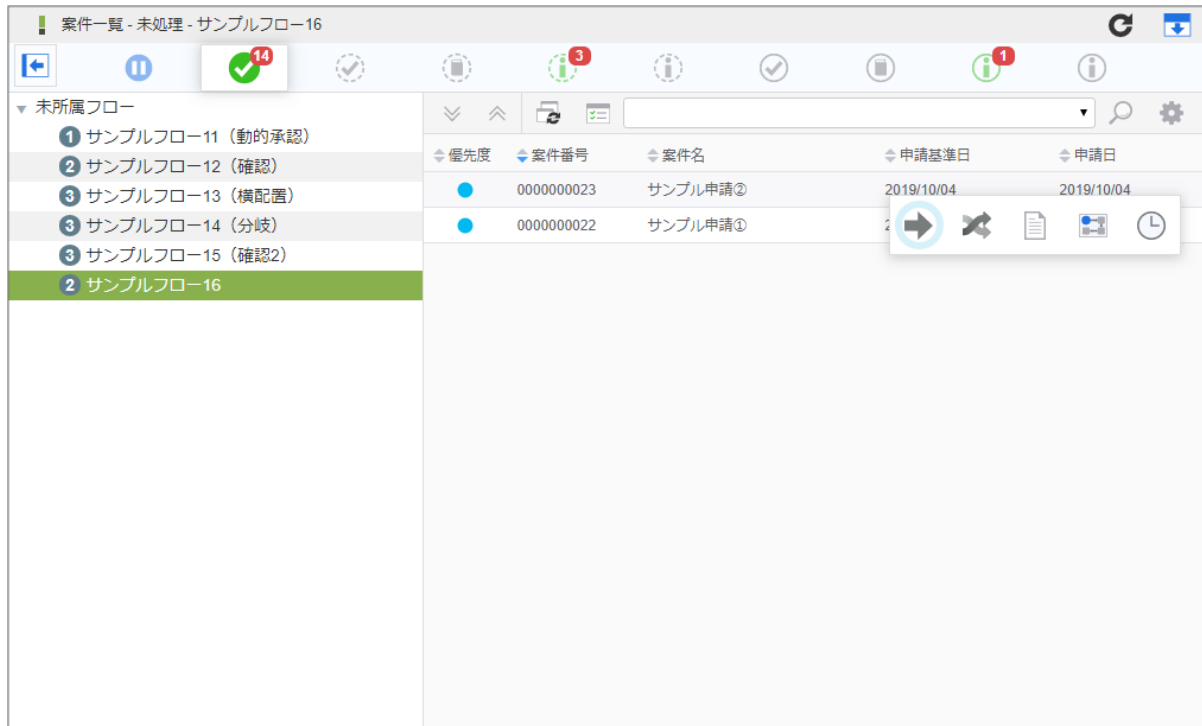 案件一覧 - 未処理 - サンプルフロー16
14
3
1
未所属フロー
1 サンプルフロー11（動的承認）
2 サンプルフロー12（確認）
3 サンプルフロー13（横配置）
3 サンプルフロー14（分岐）
3 サンプルフロー15（確認2）
2 サンプルフロー16
優先度 案件番号 案件名 申請基準日 申請日
0000000023 サンプル申請② 2019/10/04 2019/10/04
0000000022 サンプル申請①